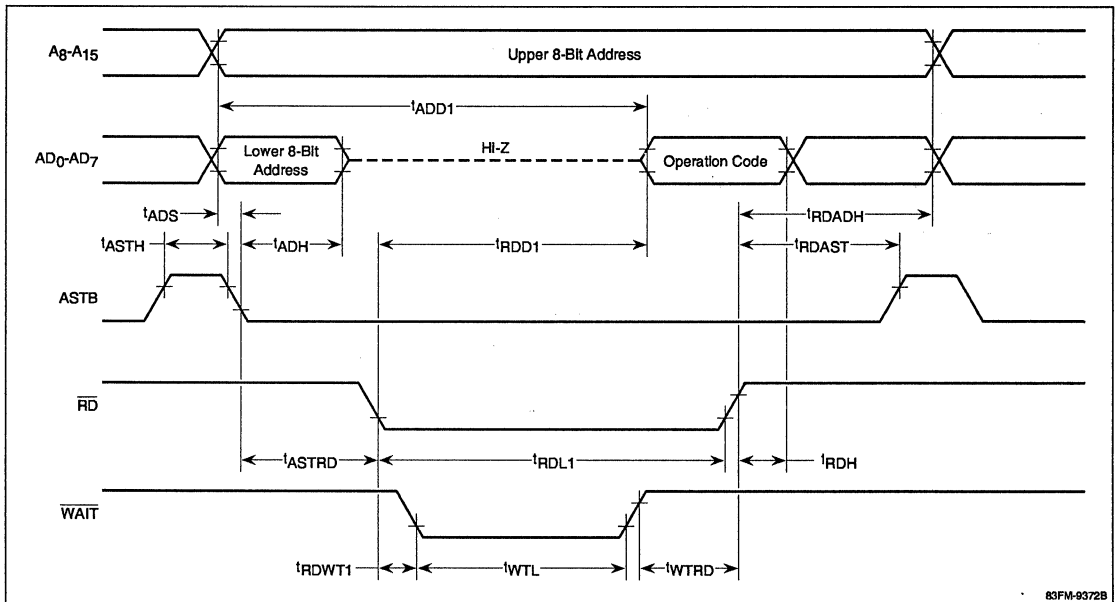 A8-A15
Upper 8-Bit Address
tADD1
AD0-AD7
Lower 8-Bit
Address
Hi-Z
Operation Code
tADS
tRDADH
tASTH
tADH
tRDD1
tRDAST
ASTB
RD
tASTRD
tRDL1
tRDH
WAIT
tRDWT1
tWTL
tWTRD
83FM-9372B